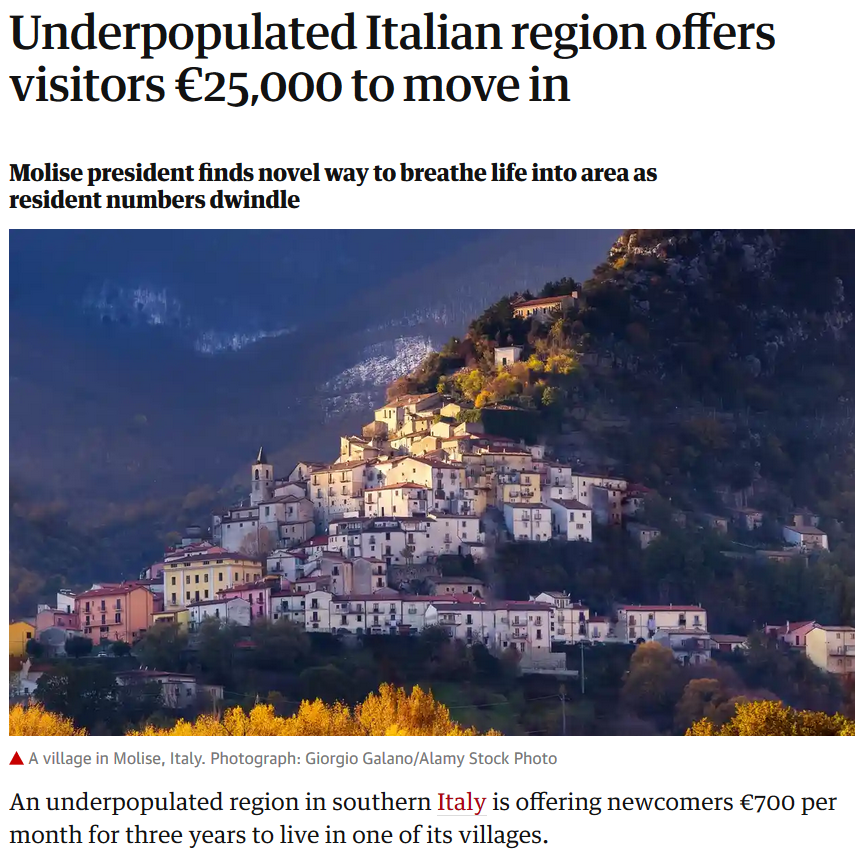 Underpopulated Italian region offers
visitors €25,000 to move in
Molise president finds novel way to breathe life into area as
resident numbers dwindle
A village in Molise, Italy. Photograph: Giorgio Galano/Alamy Stock Photo
An underpopulated region in southern Italy is offering newcomers €700 per
month for three years to live in one of its villages.